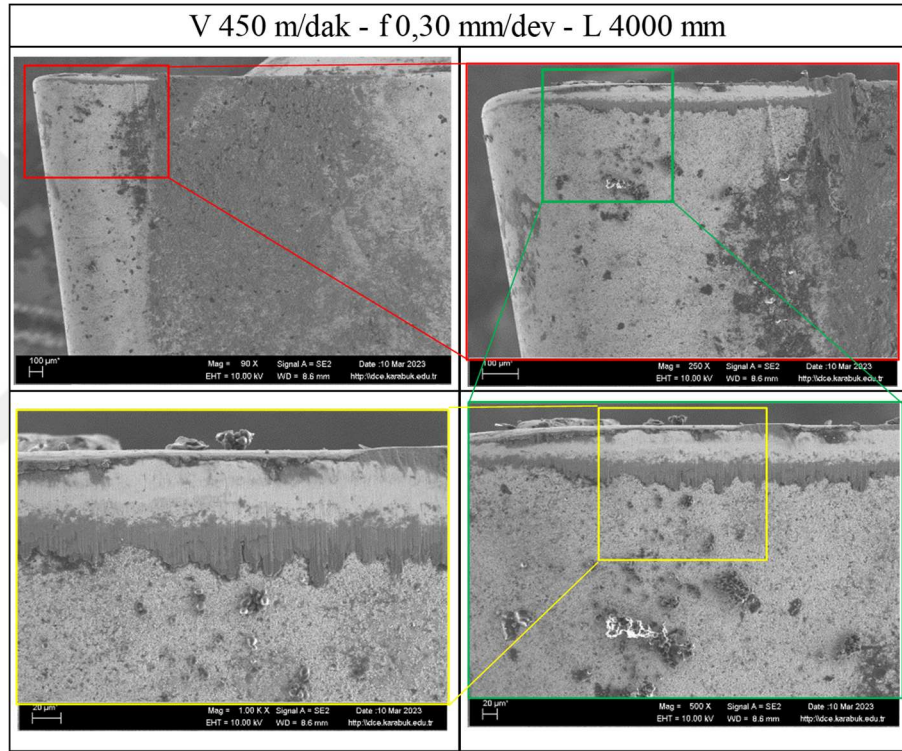 V 450 m/dak - f 0,30 mm/dev - L 4000 mm
100 µm*
Mag = 90 X Signal A = SE2 Date :10 Mar 2023
EHT = 10.00 kV WD = 8.6 mm http\\idce.karabuk.edu.tr
100 µm*
Mag = 250 X Signal A = SE2 Date :10 Mar 2023
EHT = 10.00 kV WD = 8.6 mm http\\idce.karabuk.edu.tr
20 µm*
Mag = 1.00 K X Signal A = SE2 Date :10 Mar 2023
EHT = 10.00 kV WD = 8.6 mm http\\idce.karabuk.edu.tr
20 µm*
Mag = 500 X Signal A = SE2 Date :10 Mar 2023
EHT = 10.00 kV WD = 8.6 mm http\\idce.karabuk.edu.tr